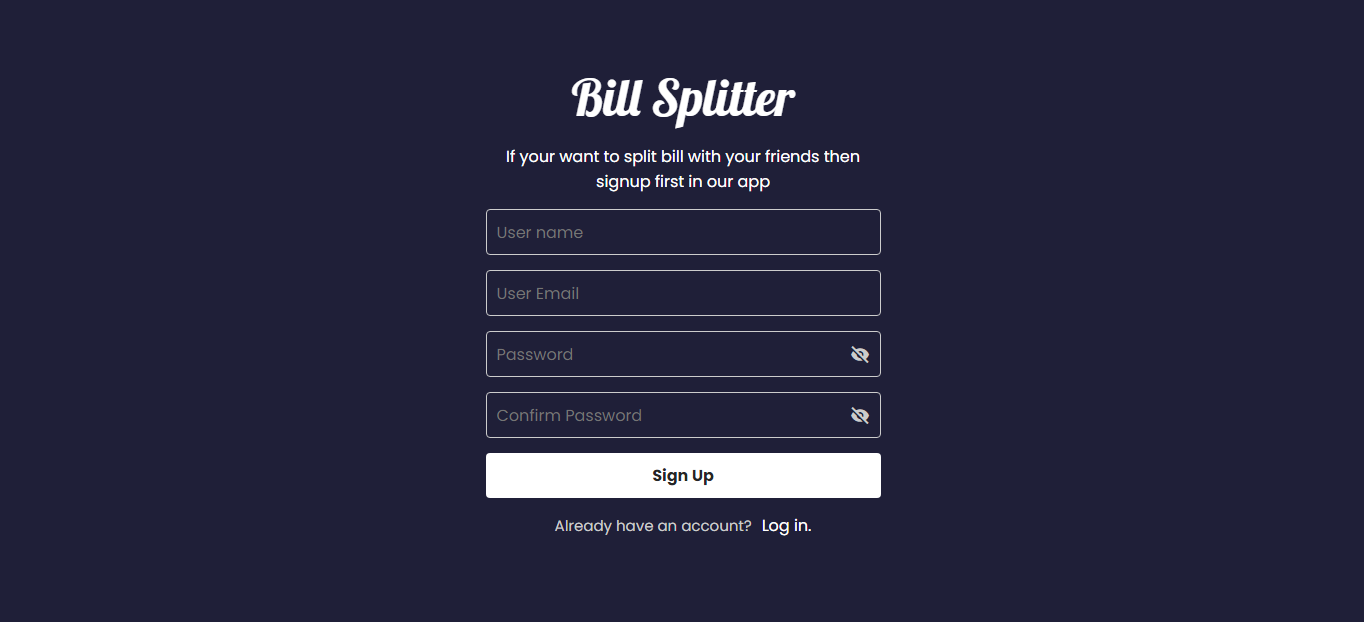 Bill Splitter
If your want to split bill with your friends then
signup first in our app
User name
User Email
Password
Confirm Password
Sign Up
Already have an account? Log in.